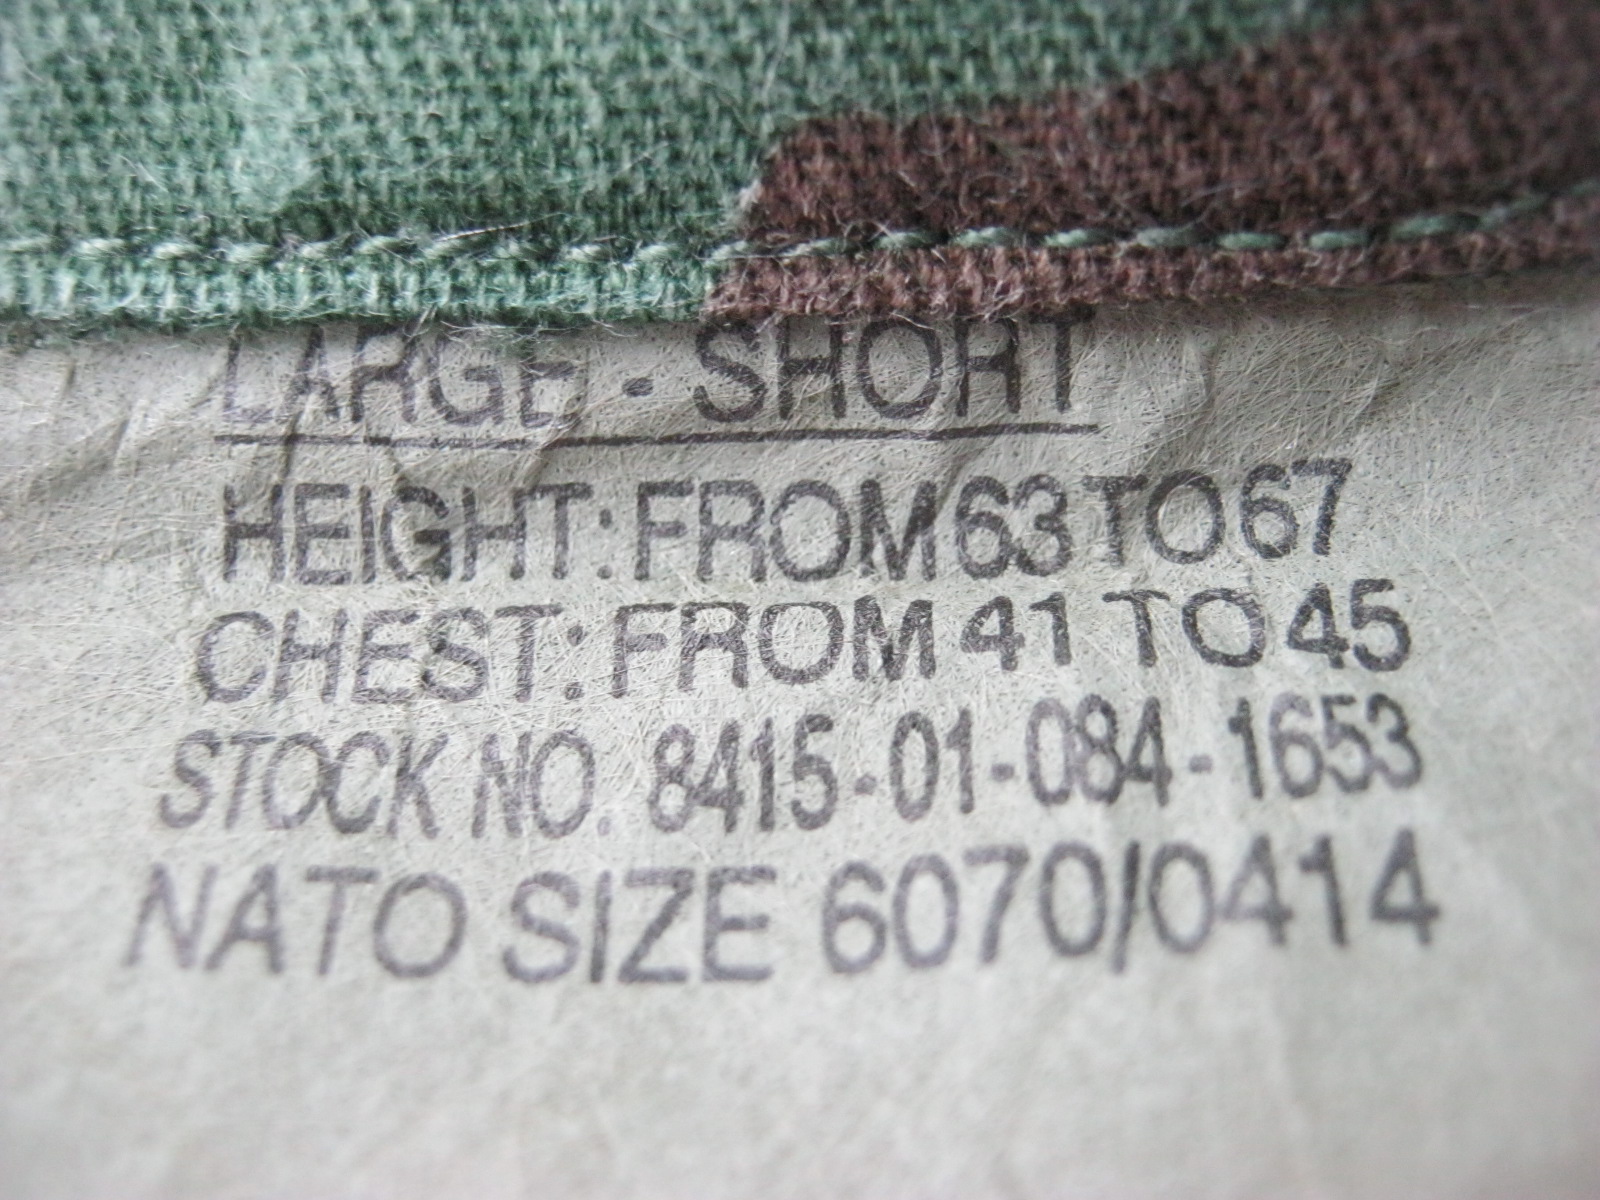 LARGE - SHORT
HEIGHT: FROM 63 TO 67
CHEST: FROM 41 TO 45
STOCK NO. 8415-01-084-1653
NATO SIZE 6070/0414